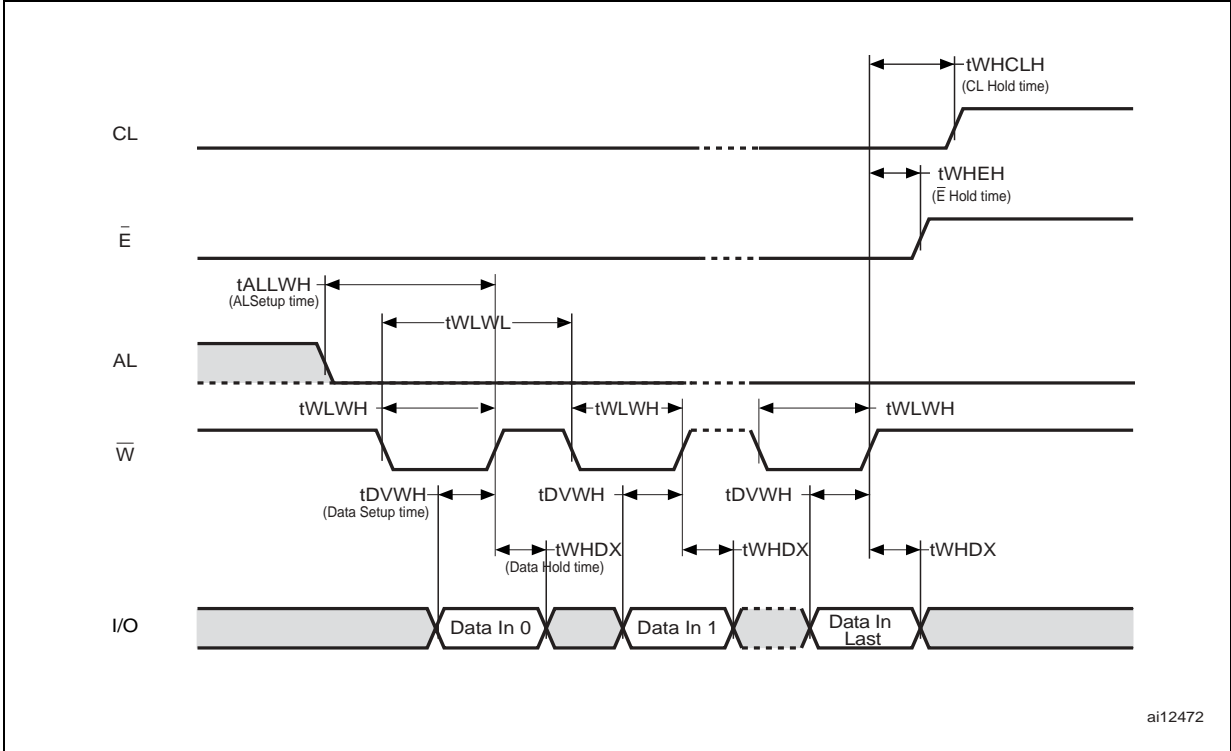 tWHCLH
(CL Hold time)
CL
tWHEH
(E̅ Hold time)
E̅
tALLWH
(ALSetup time)
tWLWL
AL
tWLWH
tWLWH
tWLWH
W̅
tDVWH
(Data Setup time)
tDVWH
tDVWH
tWHDX
(Data Hold time)
tWHDX
tWHDX
I/O
Data In 0
Data In 1
Data In
Last
ai12472